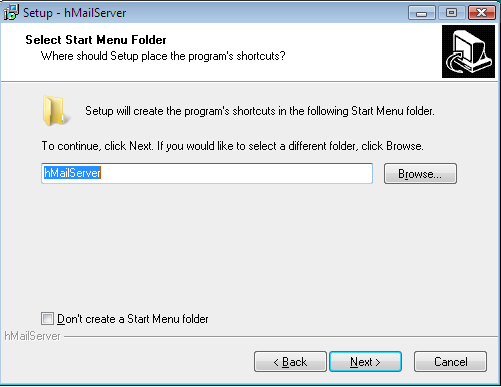 Setup - hMailServer
Select Start Menu Folder
Where should Setup place the program's shortcuts?
Setup will create the program's shortcuts in the following Start Menu folder.
To continue, click Next. If you would like to select a different folder, click Browse.
hMailServer
Browse...
Don't create a Start Menu folder
hMailServer
< Back
Next >
Cancel